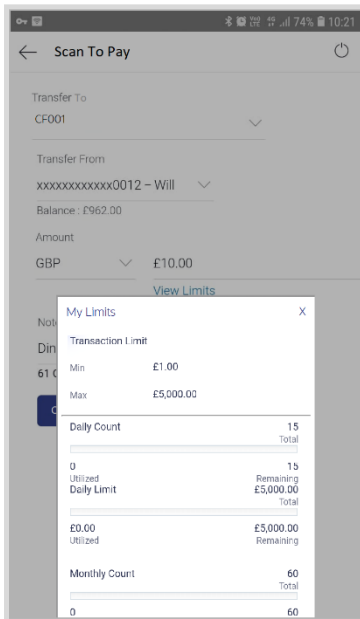 74% 10:21
Scan To Pay
Transfer To
CF001
Transfer From
xxxxxxxxxxxx0012 – Will
Balance : £962.00
Amount
GBP £10.00
View Limits
My Limits X
Transaction Limit
Min £1.00
Max £5,000.00
Daily Count 15
Total
0 15
Utilized Remaining
Daily Limit £5,000.00
Total
£0.00 £5,000.00
Utilized Remaining
Monthly Count 60
Total
0 60
Not
Din
61